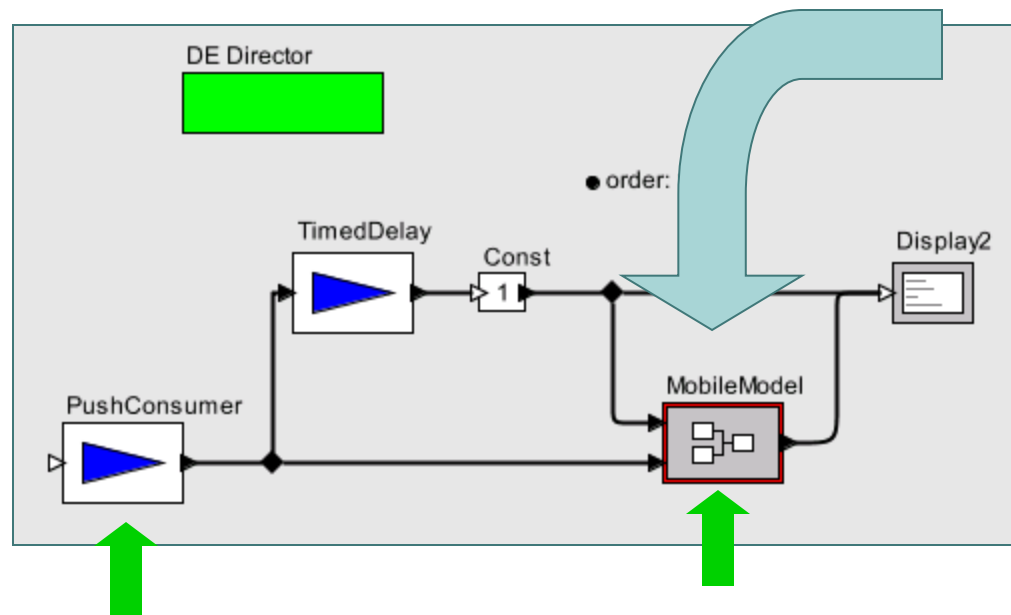 DE Director
order:
TimedDelay
Const
1
Display2
MobileModel
PushConsumer